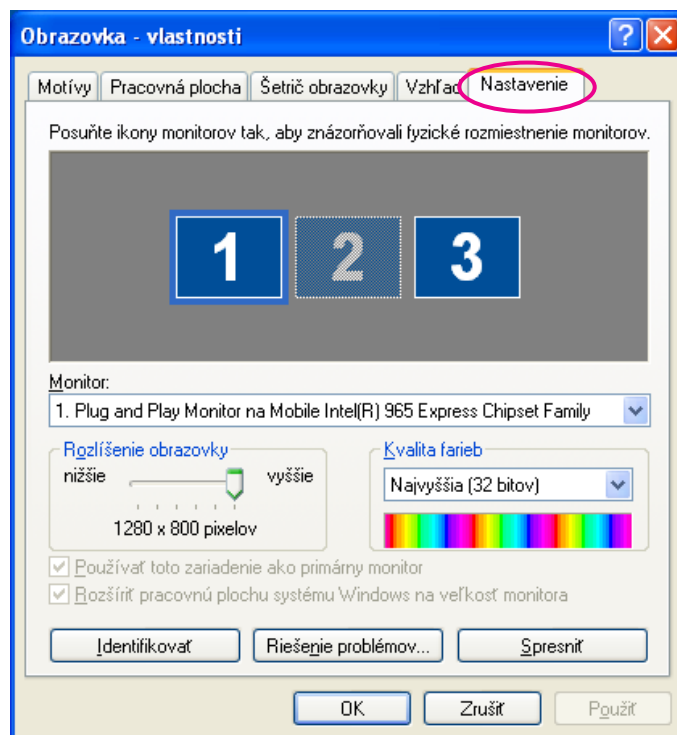 Obrazovka - vlastnosti
Motívy Pracovná plocha Šetrič obrazovky Vzhľad Nastavenie
Posuňte ikony monitorov tak, aby znázorňovali fyzické rozmiestnenie monitorov.
1 2 3
Monitor:
1. Plug and Play Monitor na Mobile Intel(R) 965 Express Chipset Family
Rozlíšenie obrazovky Kvalita farieb
nižšie vyššie Najvyššia (32 bitov)
1280 x 800 pixelov
Používať toto zariadenie ako primárny monitor
Rozšíriť pracovnú plochu systému Windows na veľkosť monitora
Identifikovať Riešenie problémov... Spresniť
OK Zrušiť Použiť